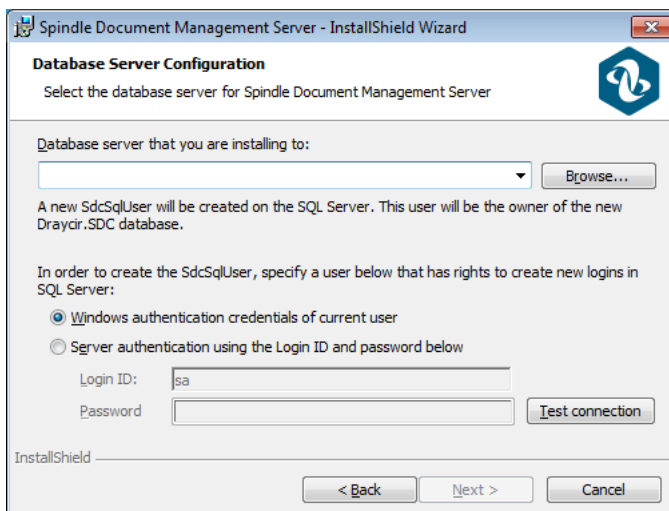 Spindle Document Management Server - InstallShield Wizard
Database Server Configuration
Select the database server for Spindle Document Management Server
Database server that you are installing to:
Browse...
A new SdcSqlUser will be created on the SQL Server. This user will be the owner of the new
Draycir.SDC database.
In order to create the SdcSqlUser, specify a user below that has rights to create new logins in
SQL Server:
Windows authentication credentials of current user
Server authentication using the Login ID and password below
Login ID:
sa
Password
Test connection
InstallShield
< Back
Next >
Cancel